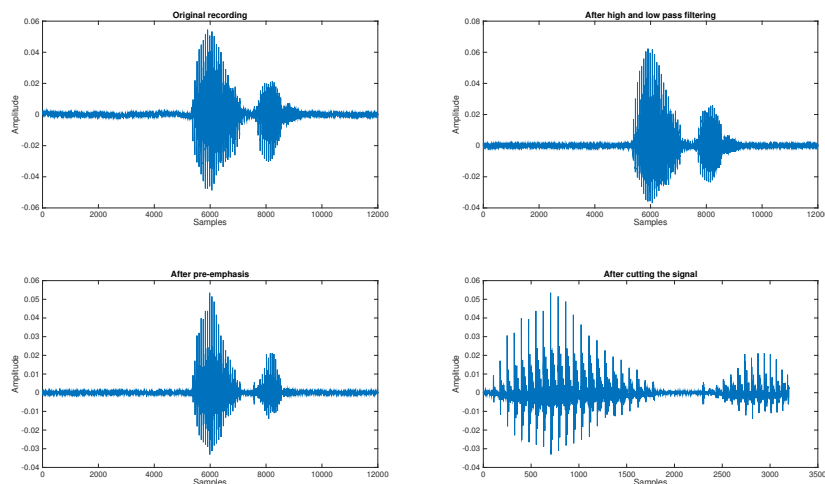 Original recording
0.06
0.04
0.02
0
-0.02
-0.04
-0.06
Amplitude
0 2000 4000 6000 8000 10000 12000
Samples
After high and low pass filtering
0.08
0.06
0.04
0.02
0
-0.02
-0.04
Amplitude
0 2000 4000 6000 8000 10000 12000
Samples
After pre-emphasis
0.06
0.05
0.04
0.03
0.02
0.01
0
-0.01
-0.02
-0.03
-0.04
Amplitude
0 2000 4000 6000 8000 10000 12000
Samples
After cutting the signal
0.06
0.05
0.04
0.03
0.02
0.01
0
-0.01
-0.02
-0.03
-0.04
Amplitude
0 500 1000 1500 2000 2500 3000 3500
Samples